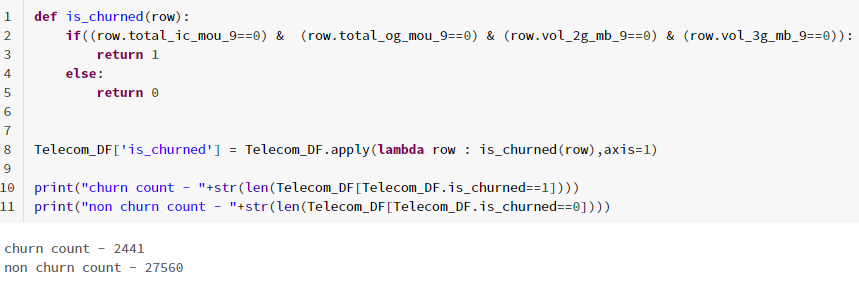 1 def is_churned(row):
2 if((row.total_ic_mou_9==0) & (row.total_og_mou_9==0) & (row.vol_2g_mb_9==0) & (row.vol_3g_mb_9==0)):
3 return 1
4 else:
5 return 0
6
7
8 Telecom_DF['is_churned'] = Telecom_DF.apply(lambda row : is_churned(row),axis=1)
9
10 print("churn count - "+str(len(Telecom_DF[Telecom_DF.is_churned==1])))
11 print("non churn count - "+str(len(Telecom_DF[Telecom_DF.is_churned==0])))
churn count - 2441
non churn count - 27560